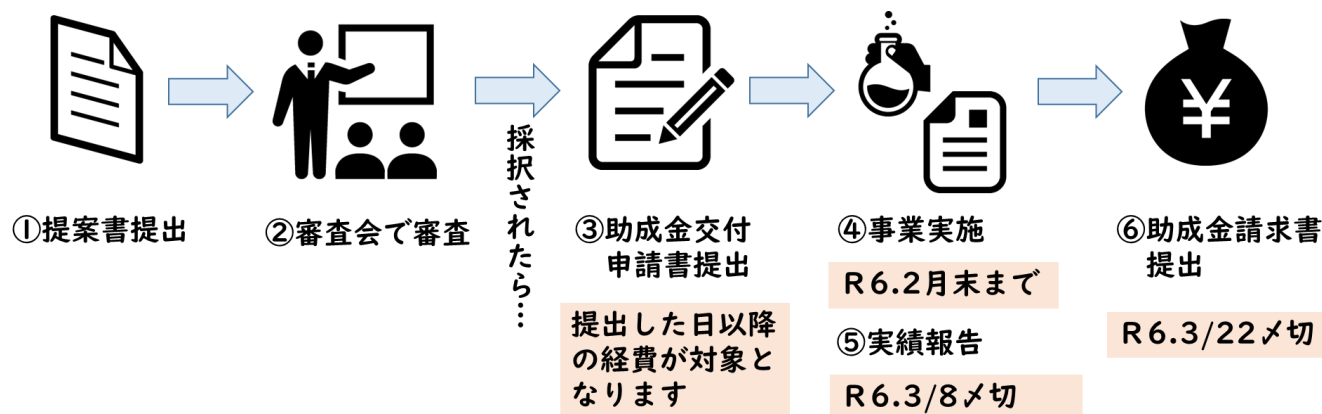 ①提案書提出
②審査会で審査
採択されたら…
③助成金交付
申請書提出
提出した日以降
の経費が対象と
なります
④事業実施
R6.2月末まで
⑤実績報告
R6.3/8〆切
¥
⑥助成金請求書
提出
R6.3/22〆切